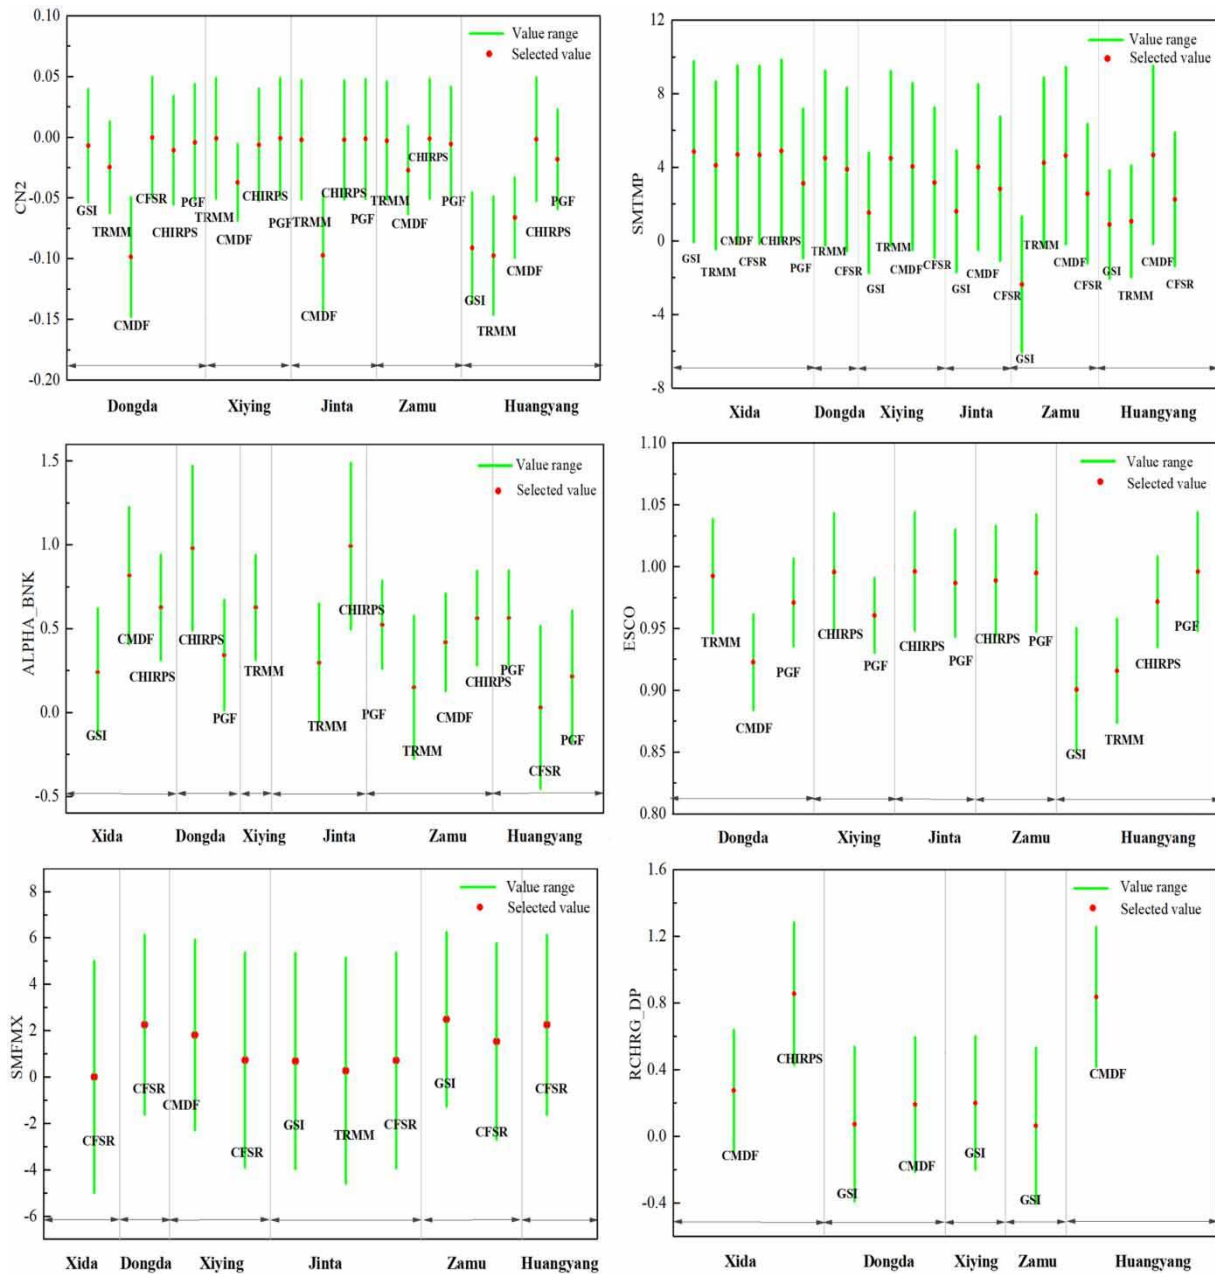 CN2
0.10
0.05
0.00
-0.05
-0.10
-0.15
-0.20
Value range
Selected value
GSI
TRMM
CMDF
CFSR
CHIRPS
PGF
TRMM
CMDF
CHIRPS
PGF
TRMM
CMDF
CHIRPS
PGF
TRMM
CMDF
CHIRPS
PGF
GSI
TRMM
CMDF
CHIRPS
PGF
Dongda Xiying Jinta Zamu Huangyang
SMTMP
12
8
4
0
-4
-8
Value range
Selected value
GSI
TRMM
CMDF
CFSR
CHIRPS
PGF
TRMM
CFSR
GSI
TRMM
CMDF
CFSR
GSI
CMDF
CFSR
GSI
TRMM
CMDF
CFSR
GSI
TRMM
CMDF
CFSR
Xida Dongda Xiying Jinta Zamu Huangyang
ALPHA_BNK
1.5
1.0
0.5
0.0
-0.5
Value range
Selected value
GSI
CMDF
CHIRPS
CHIRPS
PGF
TRMM
TRMM
CHIRPS
PGF
TRMM
CMDF
CHIRPS
PGF
CFSR
PGF
Xida Dongda Xiying Jinta Zamu Huangyang
ESCO
1.10
1.05
1.00
0.95
0.90
0.85
0.80
Value range
Selected value
TRMM
CMDF
PGF
CHIRPS
PGF
CHIRPS
PGF
CHIRPS
PGF
GSI
TRMM
CHIRPS
PGF
Dongda Xiying Jinta Zamu Huangyang
SMFMX
8
6
4
2
0
-2
-4
-6
Value range
Selected value
CFSR
CFSR
CMDF
CFSR
GSI
TRMM
CFSR
GSI
CFSR
CFSR
Xida Dongda Xiying Jinta Zamu Huangyang
RCHRG_DP
1.6
1.2
0.8
0.4
0.0
-0.4
Value range
Selected value
CMDF
CHIRPS
GSI
CMDF
GSI
GSI
CMDF
Xida Dongda Xiying Zamu Huangyang